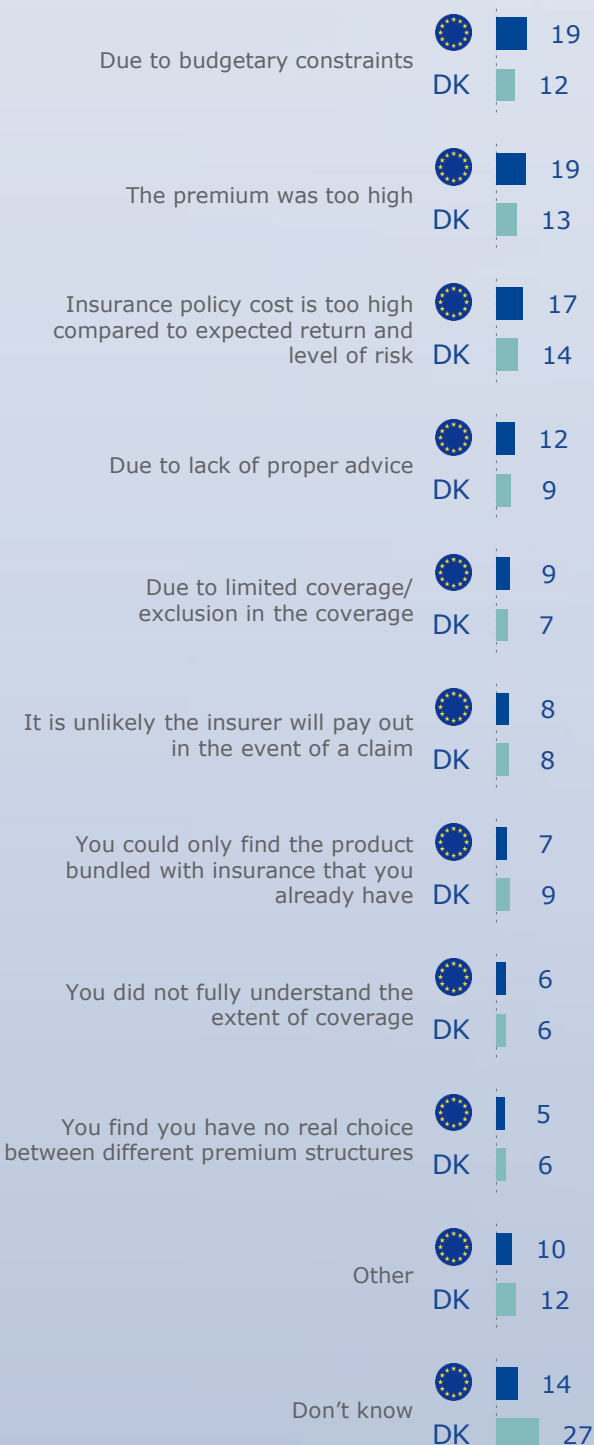 19
Due to budgetary constraints
DK 12
19
The premium was too high
DK 13
Insurance policy cost is too high
17
compared to expected return and
level of risk
DK 14
12
Due to lack of proper advice
DK 9
9
Due to limited coverage/
exclusion in the coverage
DK 7
8
It is unlikely the insurer will pay out
in the event of a claim
DK 8
You could only find the product
7
bundled with insurance that you
already have
DK 9
6
You did not fully understand the
extent of coverage
DK 6
5
You find you have no real choice
between different premium structures
DK 6
10
Other
DK 12
14
Don't know
DK 27